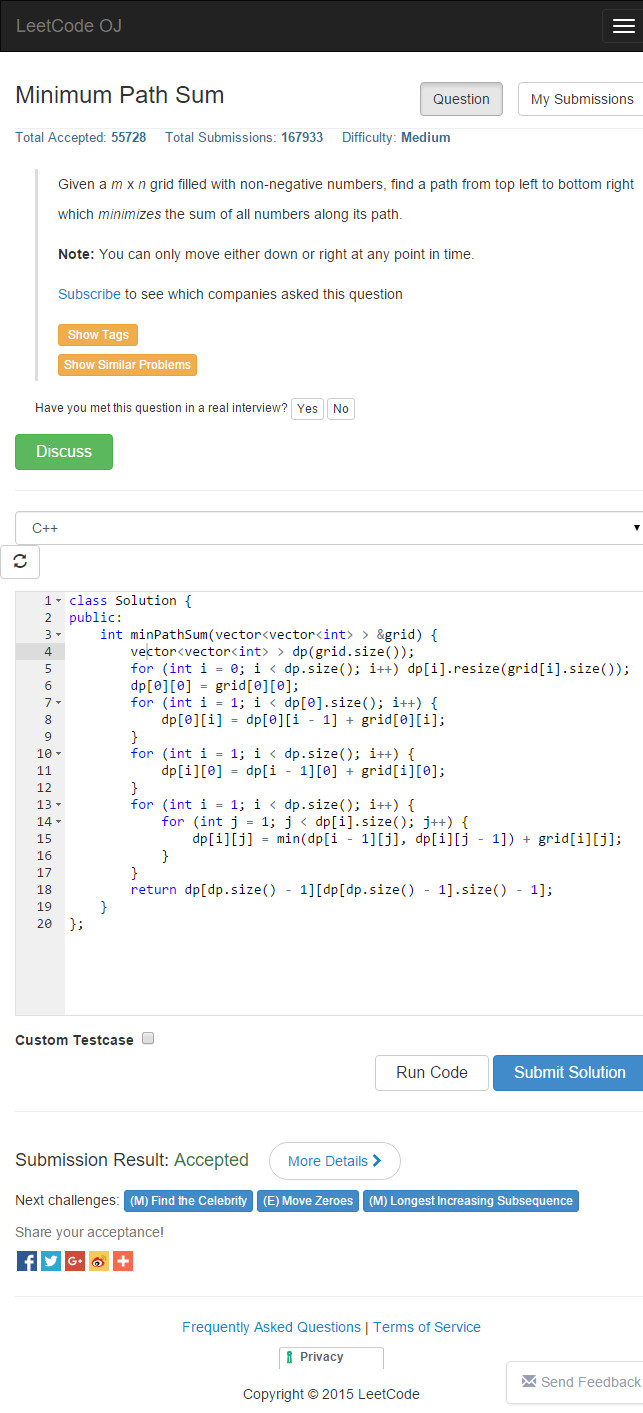 LeetCode OJ
Minimum Path Sum
Question
My Submissions
Total Accepted: 55728 Total Submissions: 167933 Difficulty: Medium
Given a m x n grid filled with non-negative numbers, find a path from top left to bottom right
which minimizes the sum of all numbers along its path.
Note: You can only move either down or right at any point in time.
Subscribe to see which companies asked this question
Show Tags
Show Similar Problems
Have you met this question in a real interview? Yes No
Discuss
C++
1 class Solution {
2 public:
3     int minPathSum(vector<vector<int> > &grid) {
4         vector<vector<int> > dp(grid.size());
5         for (int i = 0; i < dp.size(); i++) dp[i].resize(grid[i].size());
6         dp[0][0] = grid[0][0];
7         for (int i = 1; i < dp[0].size(); i++) {
8             dp[0][i] = dp[0][i - 1] + grid[0][i];
9         }
10         for (int i = 1; i < dp.size(); i++) {
11             dp[i][0] = dp[i - 1][0] + grid[i][0];
12         }
13         for (int i = 1; i < dp.size(); i++) {
14             for (int j = 1; j < dp[i].size(); j++) {
15                 dp[i][j] = min(dp[i - 1][j], dp[i][j - 1]) + grid[i][j];
16             }
17         }
18         return dp[dp.size() - 1][dp[dp.size() - 1].size() - 1];
19     }
20 };
Custom Testcase
Run Code
Submit Solution
Submission Result: Accepted
More Details
Next challenges: (M) Find the Celebrity (E) Move Zeroes (M) Longest Increasing Subsequence
Share your acceptance!
Frequently Asked Questions | Terms of Service
Privacy
Send Feedback
Copyright © 2015 LeetCode